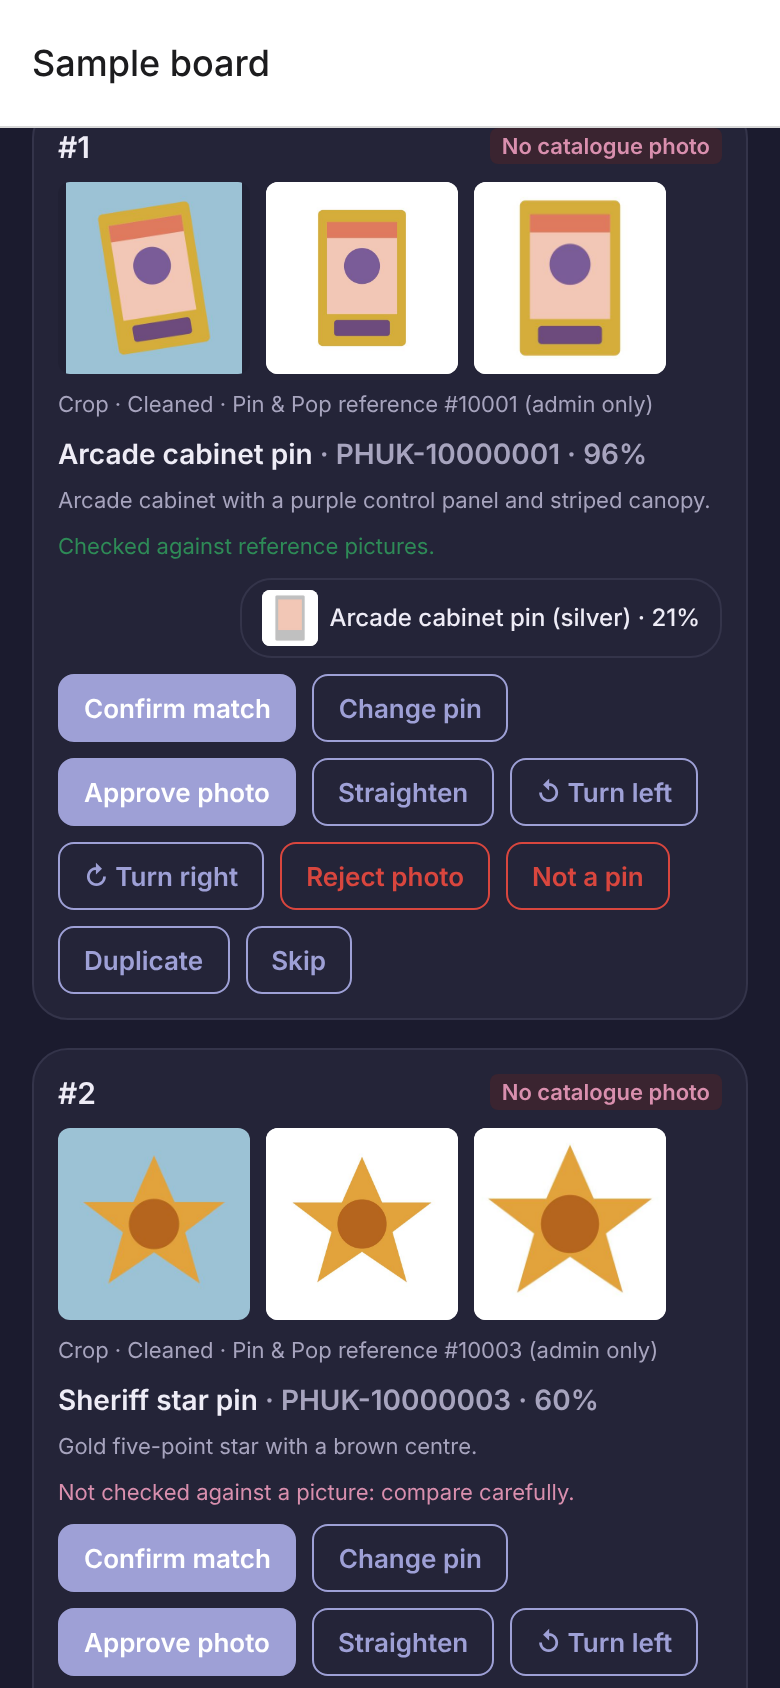 Sample board
#1
No catalogue photo
Crop · Cleaned · Pin & Pop reference #10001 (admin only)
Arcade cabinet pin · PHUK-10000001 · 96%
Arcade cabinet with a purple control panel and striped canopy.
Checked against reference pictures.
Arcade cabinet pin (silver) · 21%
Confirm match
Change pin
Approve photo
Straighten
Turn left
Turn right
Reject photo
Not a pin
Duplicate
Skip
#2
No catalogue photo
Crop · Cleaned · Pin & Pop reference #10003 (admin only)
Sheriff star pin · PHUK-10000003 · 60%
Gold five-point star with a brown centre.
Not checked against a picture: compare carefully.
Confirm match
Change pin
Approve photo
Straighten
Turn left